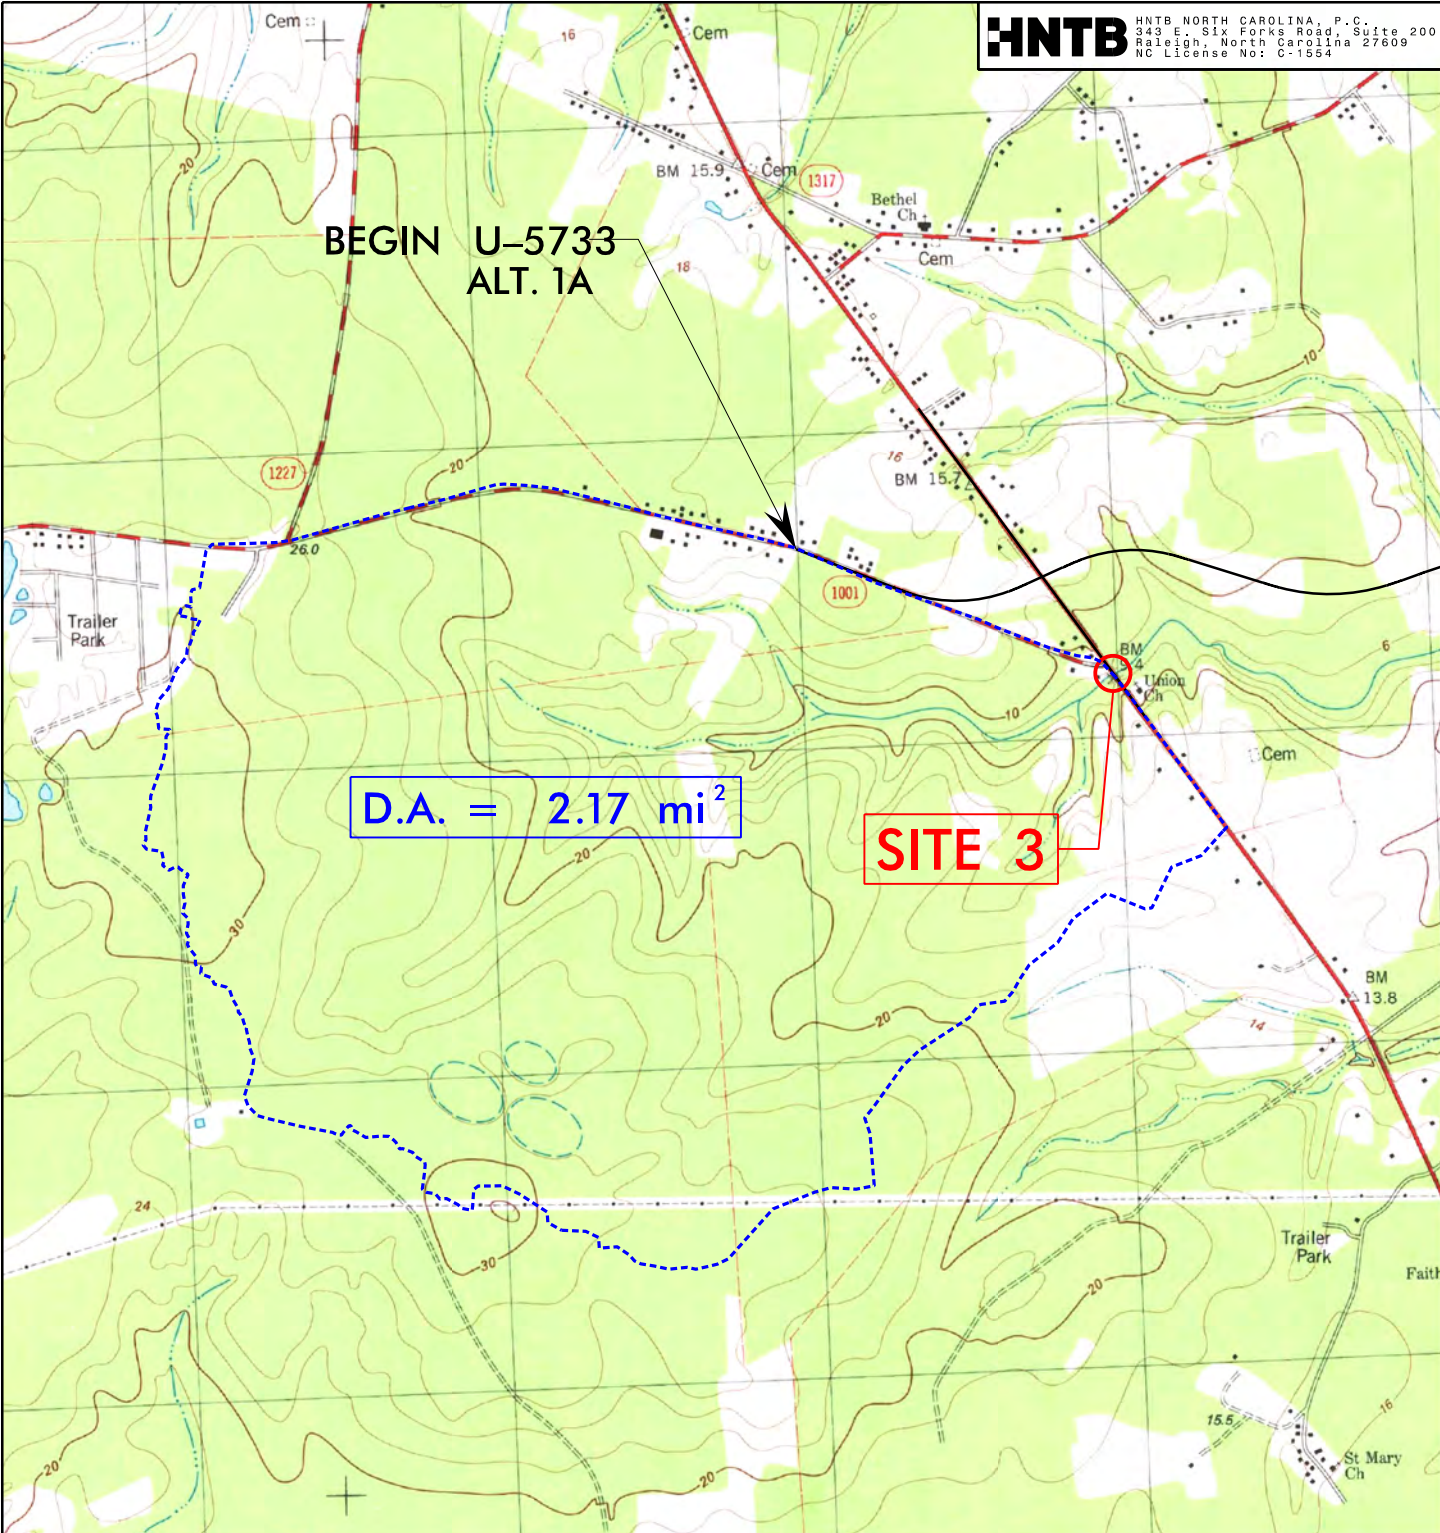 HNTB
HNTB NORTH CAROLINA, P.C.
343 E. Six Forks Road, Suite 200
Raleigh, North Carolina 27609
NC License No: C-1554
Cem
16
Cem
20
BM 15.9
Cem
1317
Bethel
Ch
Cem
BEGIN U-5733
ALT. 1A
18
10
16
BM 15.7
20
1227
26.0
1001
Trailer
Park
BM
9.4
6
Union
Ch
10
Cem
D.A. = 2.17 mi²
SITE 3
20
30
BM
13.8
20
14
24
30
Trailer
Park
Faith
20
15.5
16
St Mary
Ch
20
20